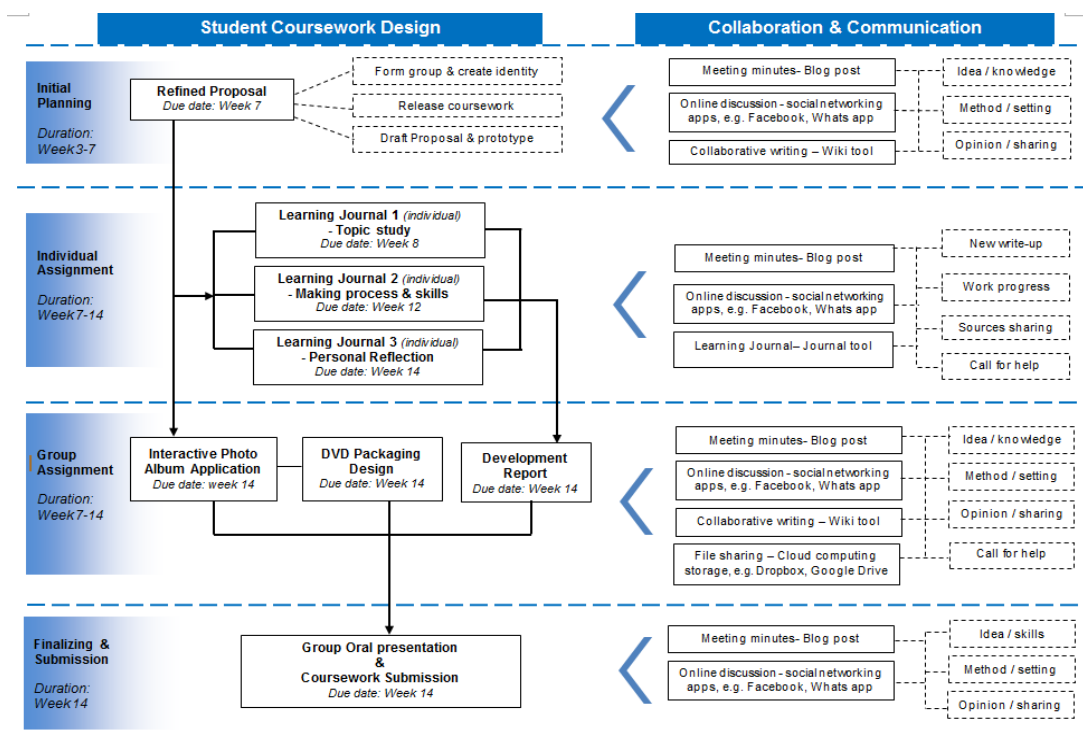 Student Coursework Design
Collaboration & Communication
Initial
Planning
Duration:
Week3-7
Refined Proposal
Due date: Week 7
Form group & create identity
Release coursework
Draft Proposal & prototype
Meeting minutes- Blog post
Online discussion - social networking
apps, e.g. Facebook, Whats app
Collaborative writing – Wiki tool
Idea / knowledge
Method / setting
Opinion / sharing
Individual
Assignment
Duration:
Week7-14
Learning Journal 1 (individual)
- Topic study
Due date: Week 8
Learning Journal 2 (individual)
- Making process & skills
Due date: Week 12
Learning Journal 3 (individual)
- Personal Reflection
Due date: Week 14
Meeting minutes- Blog post
Online discussion - social networking
apps, e.g. Facebook, Whats app
Learning Journal– Journal tool
New write-up
Work progress
Sources sharing
Call for help
Group
Assignment
Duration:
Week7-14
Interactive Photo
Album Application
Due date: week 14
DVD Packaging
Design
Due date: Week 14
Development
Report
Due date: Week 14
Meeting minutes- Blog post
Online discussion - social networking
apps, e.g. Facebook, Whats app
Collaborative writing – Wiki tool
File sharing – Cloud computing
storage, e.g. Dropbox, Google Drive
Idea / knowledge
Method / setting
Opinion / sharing
Call for help
Finalizing &
Submission
Duration:
Week14
Group Oral presentation
&
Coursework Submission
Due date: Week 14
Meeting minutes- Blog post
Online discussion - social networking
apps, e.g. Facebook, Whats app
Idea / skills
Method / setting
Opinion / sharing